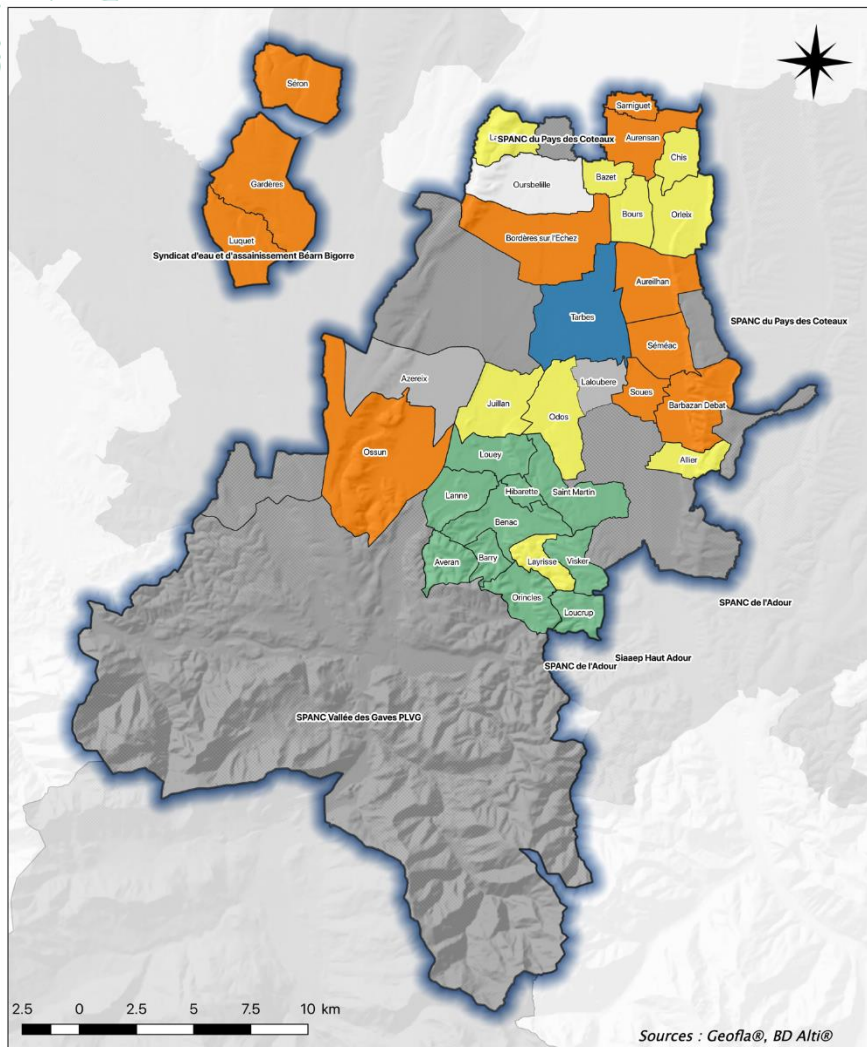 Séron
Sarniguet
La
SPANC du Pays des Coteaux
Aurensan
Chis
Gardères
Oursbelille
Bazet
Bours
Orleix
Luquet
Bordères sur l'Echez
Syndicat d'eau et d'assainissement Béarn Bigorre
Aureilhan
Tarbes
SPANC du Pays des Coteaux
Séméac
Azereix
Laloubere
Juillan
Odos
Soues
Barbazan Debat
Ossun
Louey
Allier
Lanne
Hibarette
Saint Martin
Benac
Averan
Barry
Layrisse
Visker
Orincles
Loucrup
SPANC de l'Adour
Siaaep Haut Adour
SPANC de l'Adour
SPANC Vallée des Gaves PLVG
2.5 0 2.5 5 7.5 10 km
Sources : Geofla®, BD Alti®